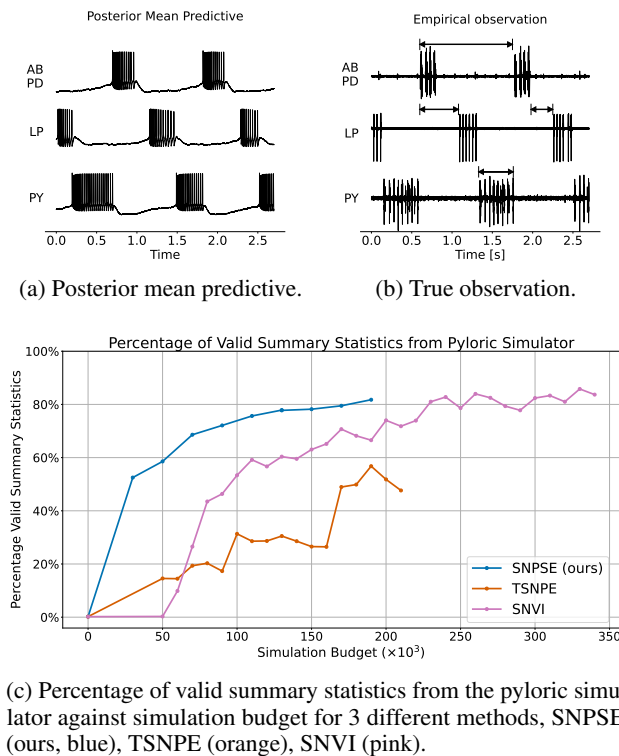 Posterior Mean Predictive
AB
PD
LP
PY
0.0 0.5 1.0 1.5 2.0 2.5
Time
(a) Posterior mean predictive.
Empirical observation
AB
PD
LP
PY
0.0 0.5 1.0 1.5 2.0 2.5
Time [s]
(b) True observation.
Percentage of Valid Summary Statistics from Pyloric Simulator
Percentage Valid Summary Statistics
100%
80%
60%
40%
20%
0%
SNPSE (ours)
TSNPE
SNVI
0 50 100 150 200 250 300 350
Simulation Budget (×10³)
(c) Percentage of valid summary statistics from the pyloric simu-
lator against simulation budget for 3 different methods, SNPSE
(ours, blue), TSNPE (orange), SNVI (pink).